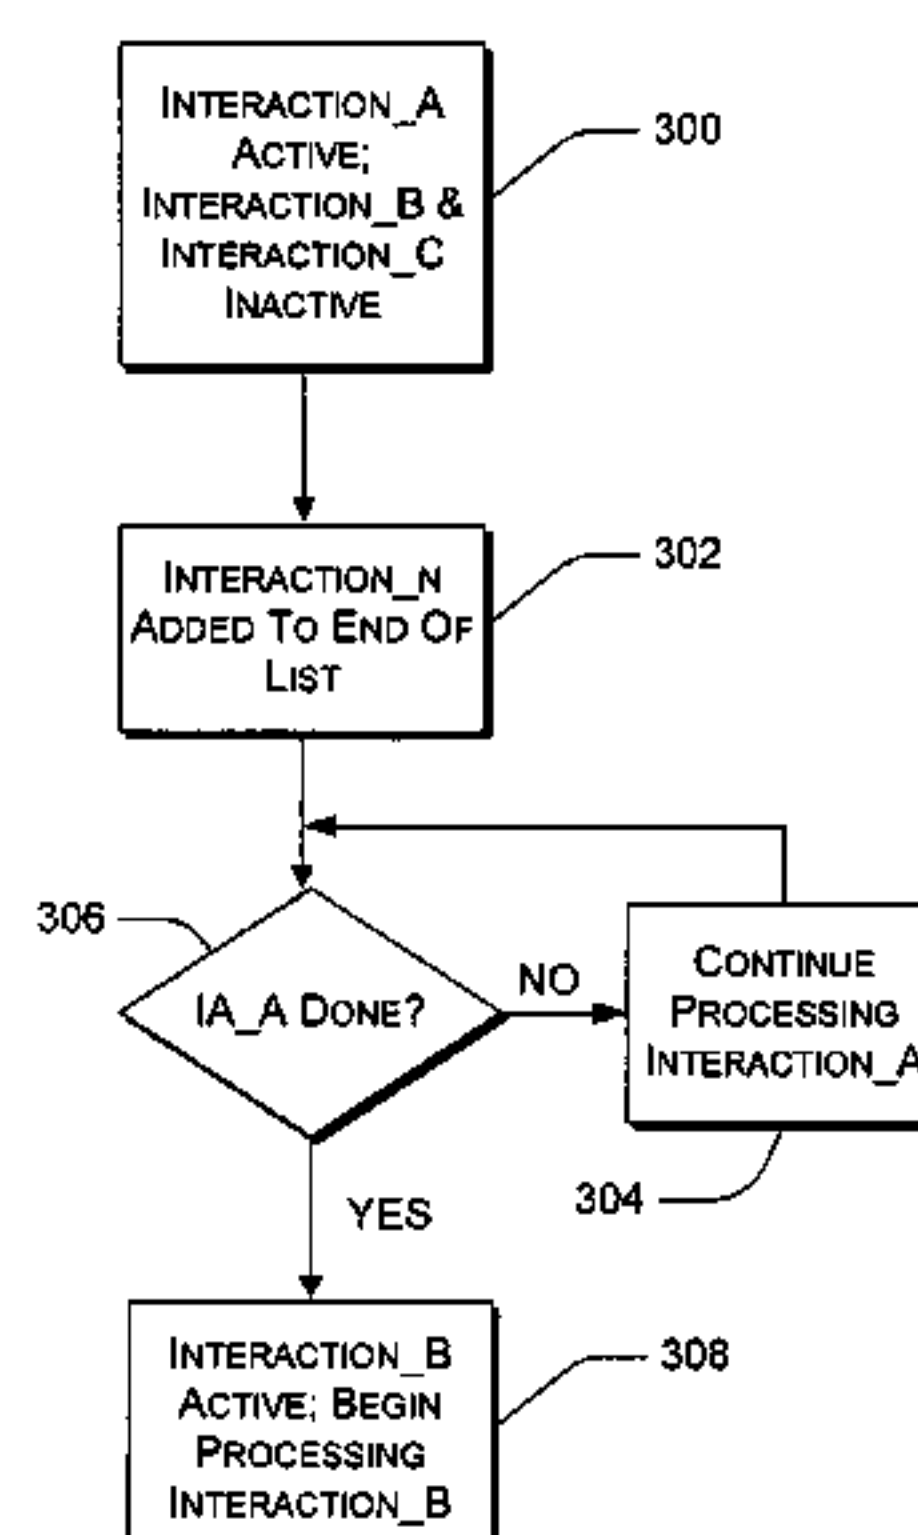 INTERACTION_A
ACTIVE;
INTERACTION_B &
INTERACTION_C
INACTIVE
300
INTERACTION_N
ADDED TO END OF
LIST
302
306
IA_A DONE?
NO
CONTINUE
PROCESSING
INTERACTION_A
304
YES
INTERACTION_B
ACTIVE; BEGIN
PROCESSING
INTERACTION_B
308